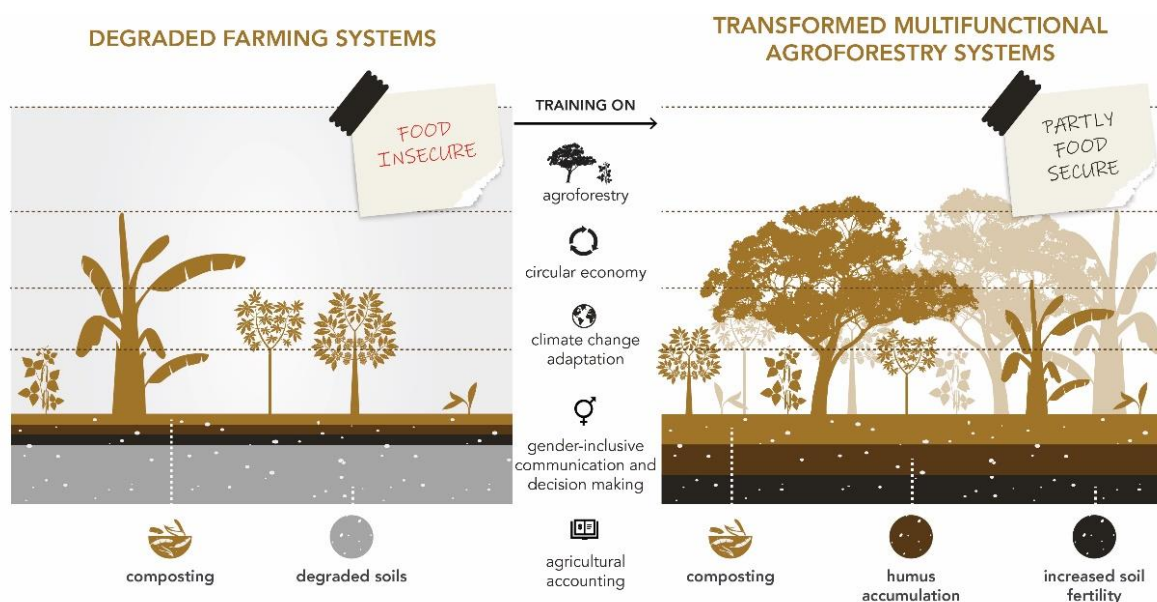 DEGRADED FARMING SYSTEMS
FOOD
INSECURE
TRAINING ON
agroforestry
circular economy
climate change
adaptation
gender-inclusive
communication and
decision making
agricultural
accounting
TRANSFORMED MULTIFUNCTIONAL
AGROFORESTRY SYSTEMS
PARTLY
FOOD
SECURE
composting
degraded soils
composting
humus
accumulation
increased soil
fertility